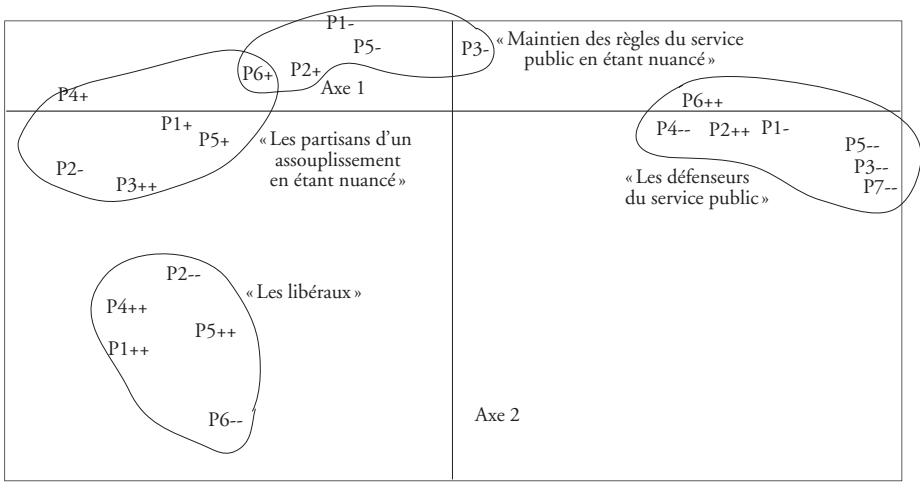 P1-
P5-
P3-
« Maintien des règles du service
public en étant nuancé »
P6+
P2+
Axe 1
P4+
P1+
P5+
P2-
P3++
« Les partisans d'un
assouplissement
en étant nuancé »
P6++
P4--
P2++
P1-
P5--
P3--
P7--
« Les défenseurs
du service public »
P2--
P4++
P5++
P1++
P6--
« Les libéraux »
Axe 2